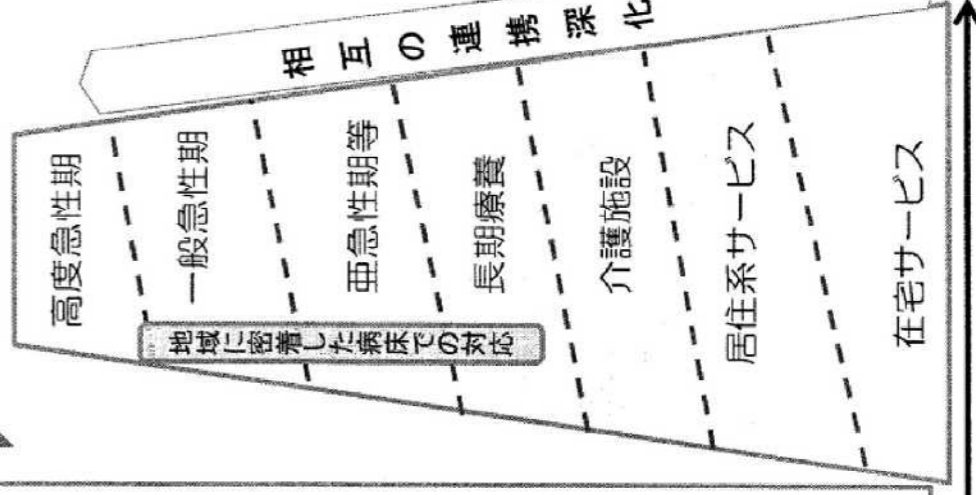 相互の連携深化
高度急性期
一般急性期
亜急性期等
長期療養
介護施設
居住系サービス
在宅サービス
地域に密着した病床での対応